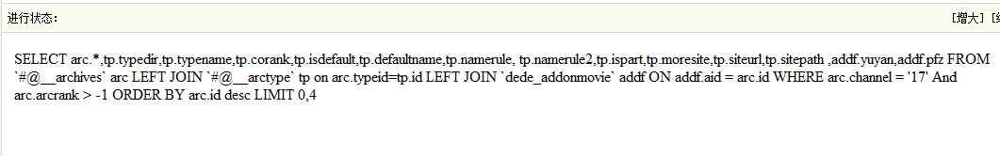 进行状态： [增大] [
SELECT arc.*,tp.typedir,tp.typename,tp.corank,tp.isdefault,tp.defaultname,tp.namerule, tp.namerule2,tp.ispart,tp.moresite,tp.siteurl,tp.sitepath ,addf.yuyan,addf.pfz FROM
`#@__archives` arc LEFT JOIN `#@__arctype` tp on arc.typeid=tp.id LEFT JOIN `dede_addonmovie` addf ON addf.aid = arc.id WHERE arc.channel = '17' And
arc.arcrank > -1 ORDER BY arc.id desc LIMIT 0,4